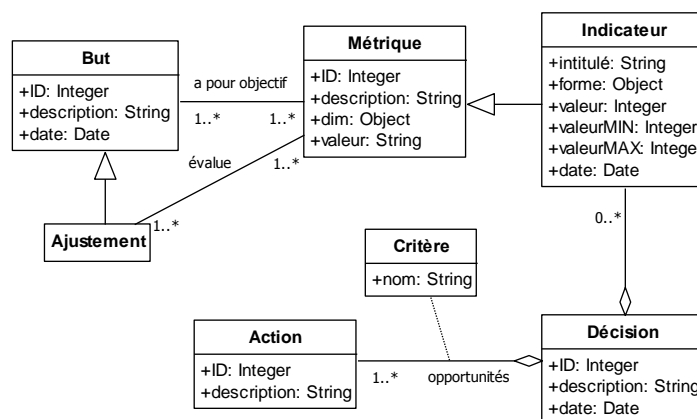 But
+ID: Integer
+description: String
+date: Date
a pour objectif
1..*
1..*
Métrique
+ID: Integer
+description: String
+dim: Object
+valeur: String
Indicateur
+intitulé: String
+forme: Object
+valeur: Integer
+valeurMIN: Integer
+valeurMAX: Intege
+date: Date
évalue
1..*
1..*
Ajustement
0..*
Critère
+nom: String
Action
+ID: Integer
+description: String
1..*
opportunités
Décision
+ID: Integer
+description: String
+date: Date